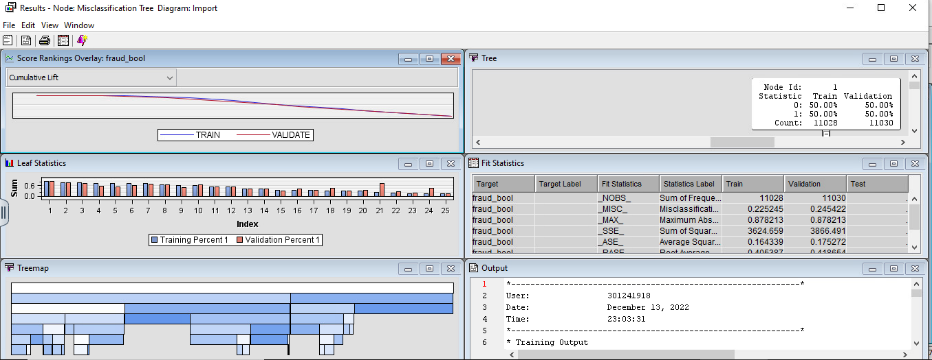 Results - Node: Misclassification Tree Diagram: Import
File Edit View Window
Score Rankings Overlay: fraud_bool
Cumulative Lift
TRAIN VALIDATE
Tree
Node Id: 1
Statistic Train Validation
0: 50.00% 50.00%
1: 50.00% 50.00%
Count: 11028 11030
Leaf Statistics
Sum
0.6
0.0
1 2 3 4 5 6 7 8 9 10 11 12 13 14 15 16 17 18 19 20 21 22 23 24 25
Index
Training Percent 1 Validation Percent 1
Fit Statistics
Target Target Label Fit Statistics Statistics Label Train Validation Test
fraud_bool _NOBS_ Sum of Freque... 11028 11030 .
fraud_bool _MISC_ Misclassificati... 0.225245 0.245422 .
fraud_bool _MAX_ Maximum Abs... 0.878213 0.878213 .
fraud_bool _SSE_ Sum of Squar... 3624.659 3866.491 .
fraud_bool _ASE_ Average Squar... 0.164339 0.175272 .
fraud_bool _RASE_ Root Average... 0.405387 0.418654
Treemap
Output
1 *------------------------------------------------------------*
2 User: 301241918
3 Date: December 13, 2022
4 Time: 23:03:31
5 *------------------------------------------------------------*
6 * Training Output